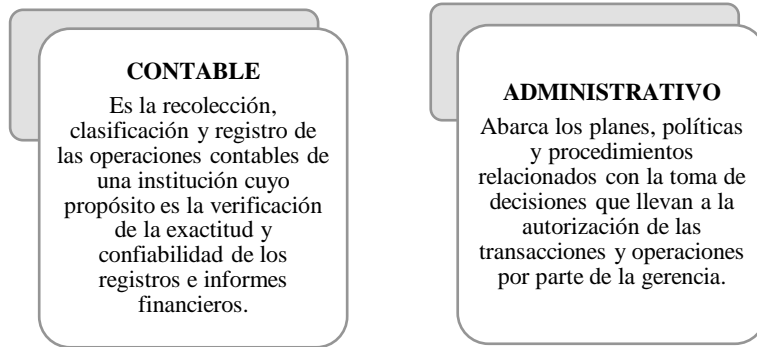 CONTABLE
Es la recolección,
clasificación y registro de
las operaciones contables de
una institución cuyo
propósito es la verificación
de la exactitud y
confiabilidad de los
registros e informes
financieros.
ADMINISTRATIVO
Abarca los planes, políticas
y procedimientos
relacionados con la toma de
decisiones que llevan a la
autorización de las
transacciones y operaciones
por parte de la gerencia.